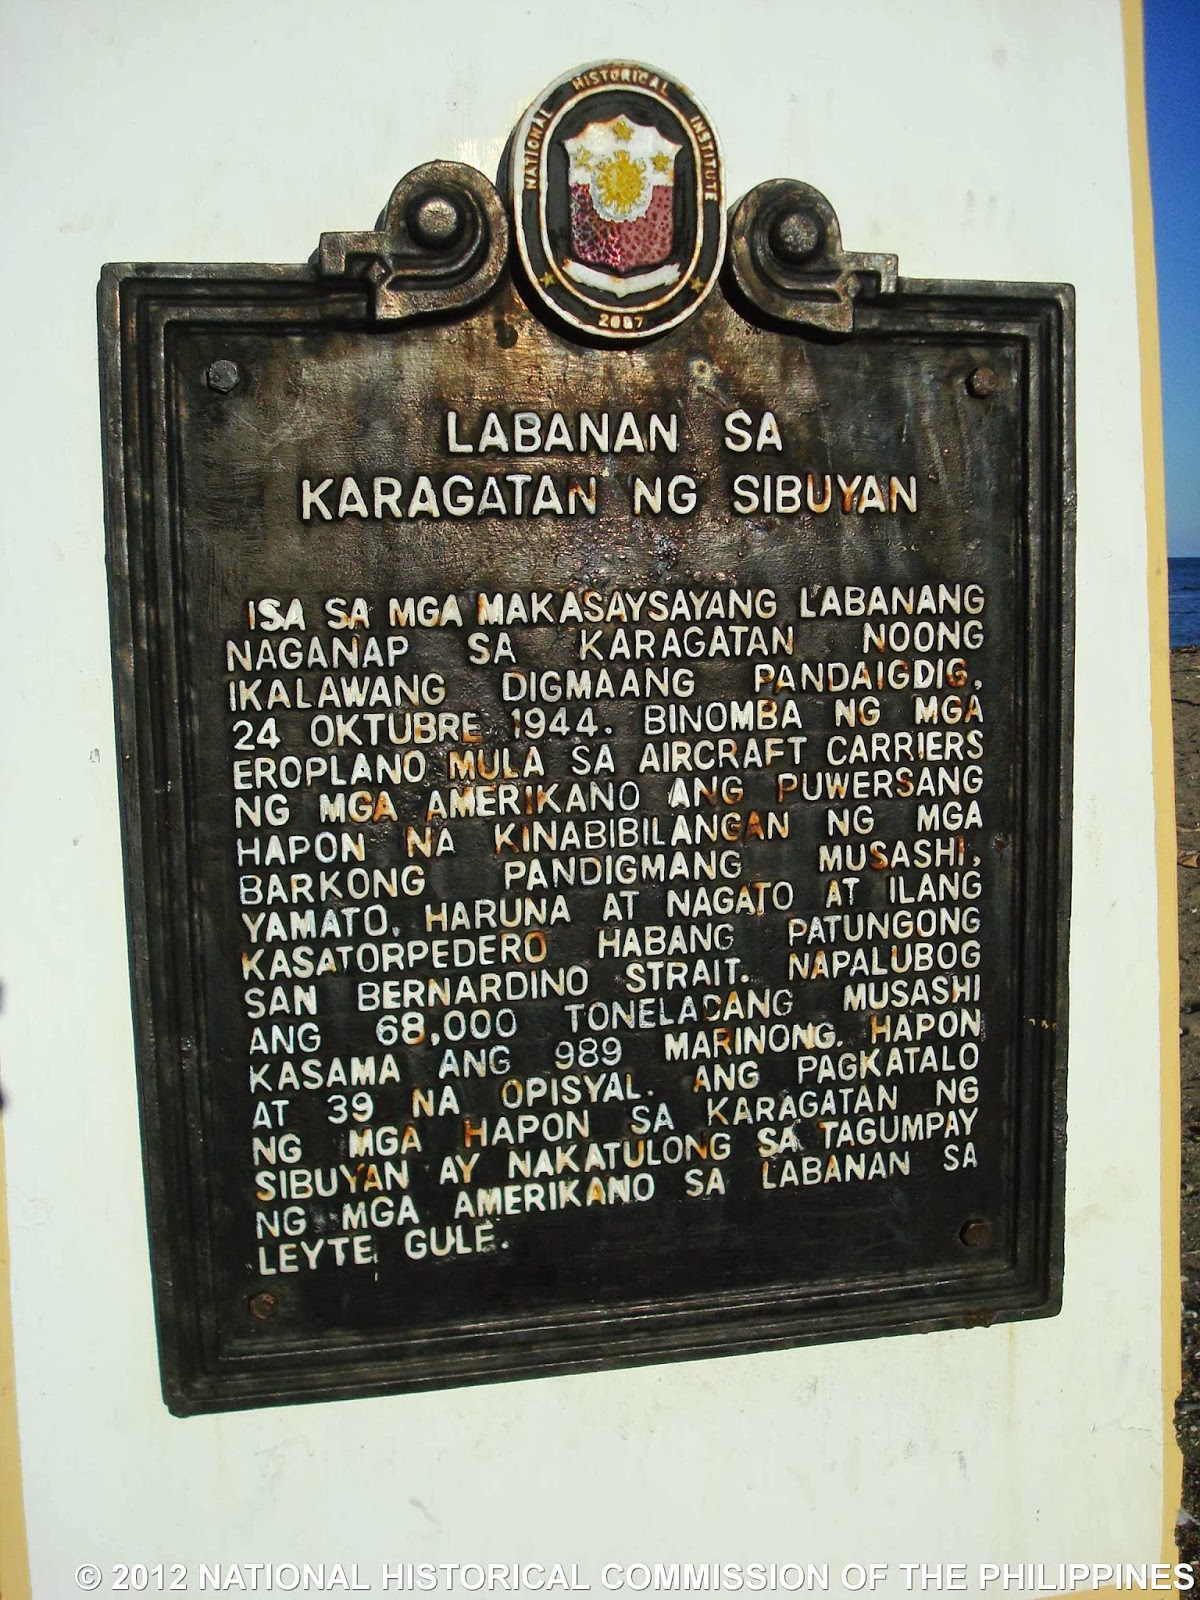 NATIONAL HISTORICAL INSTITUTE
2007
LABANAN SA
KARAGATAN NG SIBUYAN
ISA SA MGA MAKASAYSAYANG LABANANG
NAGANAP SA KARAGATAN NOONG
IKALAWANG DIGMAANG PANDAIGDIG,
24 OKTUBRE 1944. BINOMBA NG MGA
EROPLANO MULA SA AIRCRAFT CARRIERS
NG MGA AMERIKANO ANG PUWERSANG
HAPON NA KINABIBILANGAN NG MGA
BARKONG PANDIGMANG MUSASHI,
YAMATO, HARUNA AT NAGATO AT ILANG
KASATORPEDERO HABANG PATUNGONG
SAN BERNARDINO STRAIT. NAPALUBOG
ANG 68,000 TONELADANG MUSASHI
KASAMA ANG 989 MARINONG HAPON
AT 39 NA OPISYAL. ANG PAGKATALO
NG MGA HAPON SA KARAGATAN NG
SIBUYAN AY NAKATULONG SA TAGUMPAY
NG MGA AMERIKANO SA LABANAN SA
LEYTE GULF.
© 2012 NATIONAL HISTORICAL COMMISSION OF THE PHILIPPINES